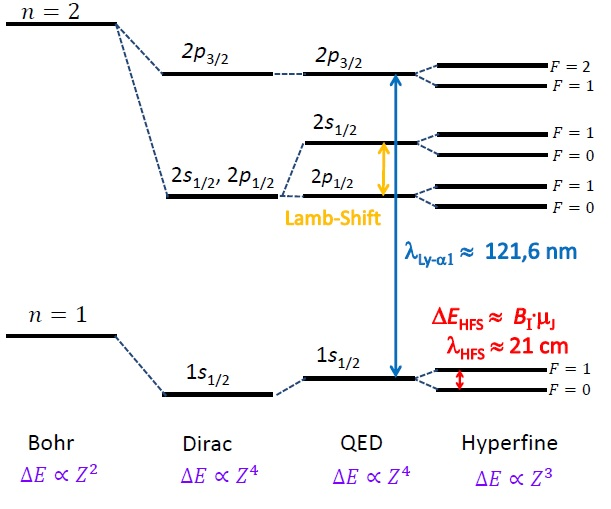 n = 2
2p3/2
2p3/2
F = 2
F = 1
2s1/2
F = 1
F = 0
2s1/2, 2p1/2
2p1/2
F = 1
F = 0
Lamb-Shift
λLy-α1 ≈ 121,6 nm
n = 1
ΔEHFS ≈ BI·μJ
λHFS ≈ 21 cm
1s1/2
1s1/2
F = 1
F = 0
Bohr Dirac QED Hyperfine
ΔE ∝ Z² ΔE ∝ Z⁴ ΔE ∝ Z⁴ ΔE ∝ Z³